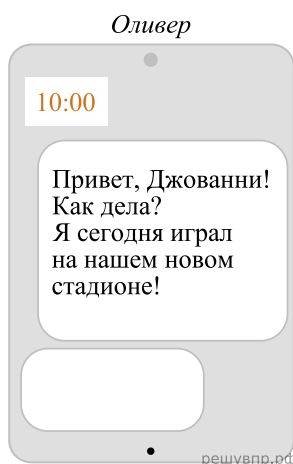 Оливер
10:00
Привет, Джованни!
Как дела?
Я сегодня играл
на нашем новом
стадионе!
решувпр.рф